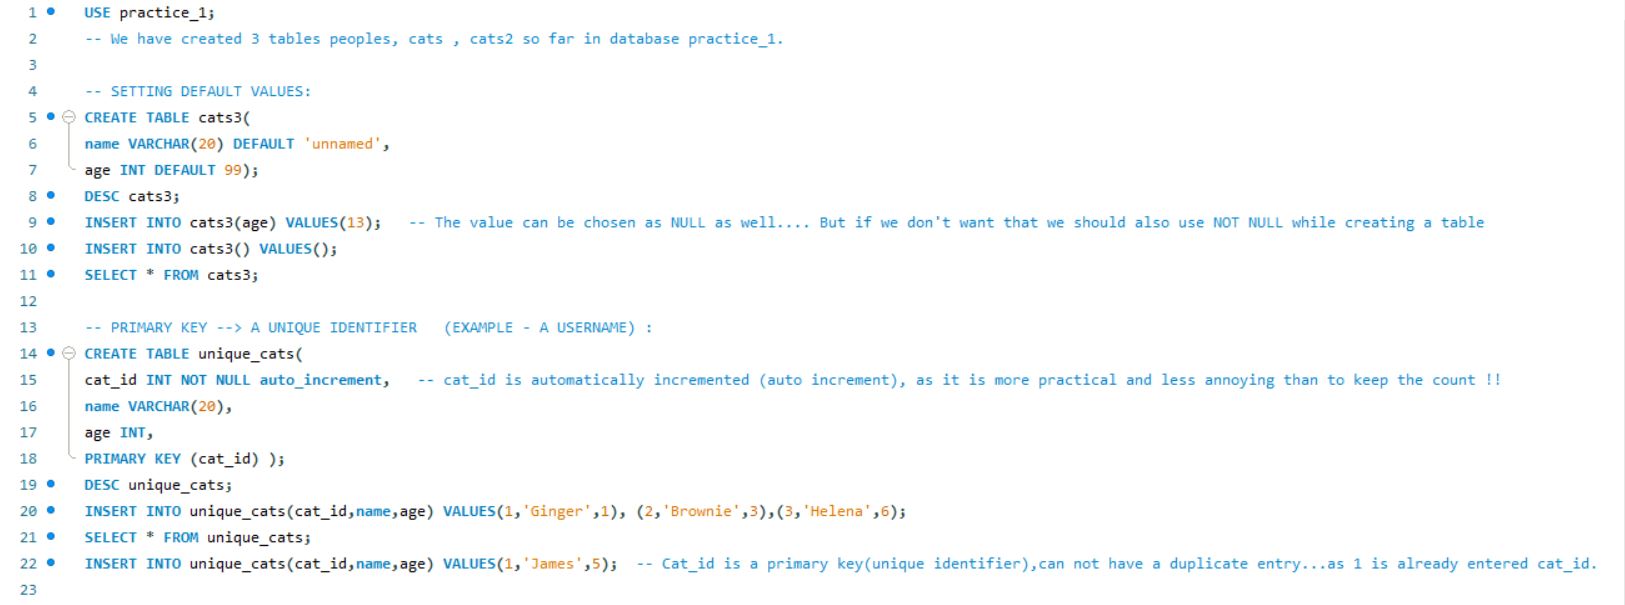 1 USE practice_1;
2 -- We have created 3 tables peoples, cats , cats2 so far in database practice_1.
3
4 -- SETTING DEFAULT VALUES:
5 CREATE TABLE cats3(
6 name VARCHAR(20) DEFAULT 'unnamed',
7 age INT DEFAULT 99);
8 DESC cats3;
9 INSERT INTO cats3(age) VALUES(13);   -- The value can be chosen as NULL as well.... But if we don't want that we should also use NOT NULL while creating a table
10 INSERT INTO cats3() VALUES();
11 SELECT * FROM cats3;
12
13 -- PRIMARY KEY --> A UNIQUE IDENTIFIER   (EXAMPLE - A USERNAME) :
14 CREATE TABLE unique_cats(
15 cat_id INT NOT NULL auto_increment,   -- cat_id is automatically incremented (auto increment), as it is more practical and less annoying than to keep the count !!
16 name VARCHAR(20),
17 age INT,
18 PRIMARY KEY (cat_id) );
19 DESC unique_cats;
20 INSERT INTO unique_cats(cat_id,name,age) VALUES(1,'Ginger',1), (2,'Brownie',3),(3,'Helena',6);
21 SELECT * FROM unique_cats;
22 INSERT INTO unique_cats(cat_id,name,age) VALUES(1,'James',5);  -- Cat_id is a primary key(unique identifier),can not have a duplicate entry...as 1 is already entered cat_id.
23